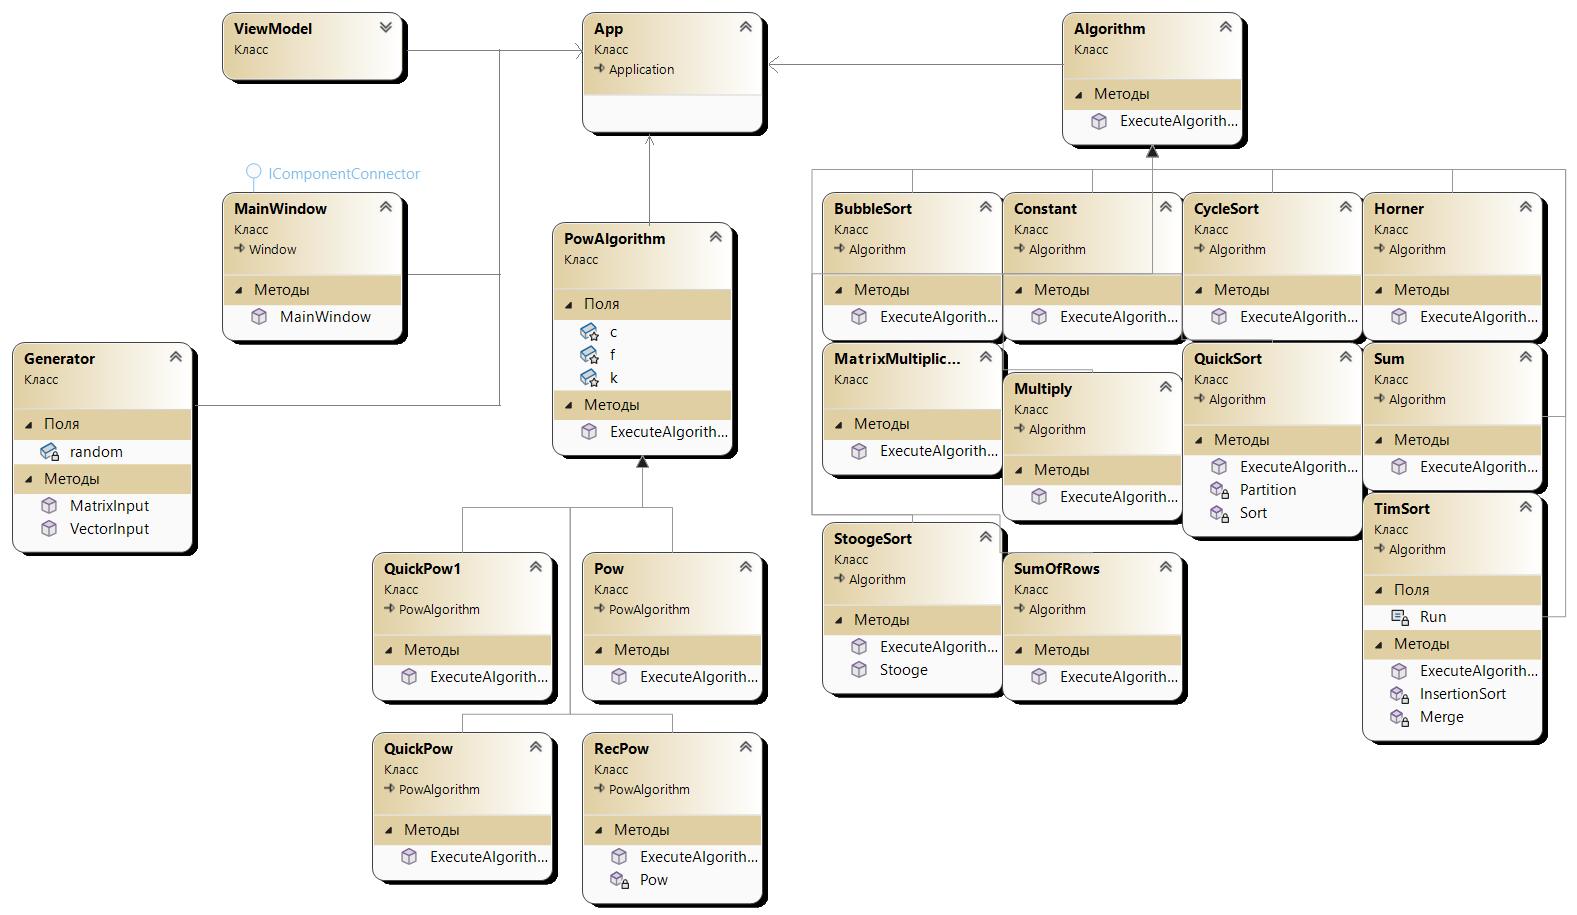 ViewModel
Класс
App
Класс
Application
Algorithm
Класс
Методы
ExecuteAlgorith...
IComponentConnector
MainWindow
Класс
Window
Методы
MainWindow
PowAlgorithm
Класс
Поля
c
f
k
Методы
ExecuteAlgorith...
Generator
Класс
Поля
random
Методы
MatrixInput
VectorInput
BubbleSort
Класс
Algorithm
Методы
ExecuteAlgorith...
Constant
Класс
Algorithm
Методы
ExecuteAlgorith...
CycleSort
Класс
Algorithm
Методы
ExecuteAlgorith...
Horner
Класс
Algorithm
Методы
ExecuteAlgorith...
MatrixMultiplic...
Класс
Методы
ExecuteAlgorith...
Multiply
Класс
Algorithm
Методы
ExecuteAlgorith...
QuickSort
Класс
Algorithm
Методы
ExecuteAlgorith...
Partition
Sort
Sum
Класс
Algorithm
Методы
ExecuteAlgorith...
StoogeSort
Класс
Algorithm
Методы
ExecuteAlgorith...
Stooge
SumOfRows
Класс
Algorithm
Методы
ExecuteAlgorith...
TimSort
Класс
Algorithm
Поля
Run
Методы
ExecuteAlgorith...
InsertionSort
Merge
QuickPow1
Класс
PowAlgorithm
Методы
ExecuteAlgorith...
Pow
Класс
PowAlgorithm
Методы
ExecuteAlgorith...
QuickPow
Класс
PowAlgorithm
Методы
ExecuteAlgorith...
RecPow
Класс
PowAlgorithm
Методы
ExecuteAlgorith...
Pow